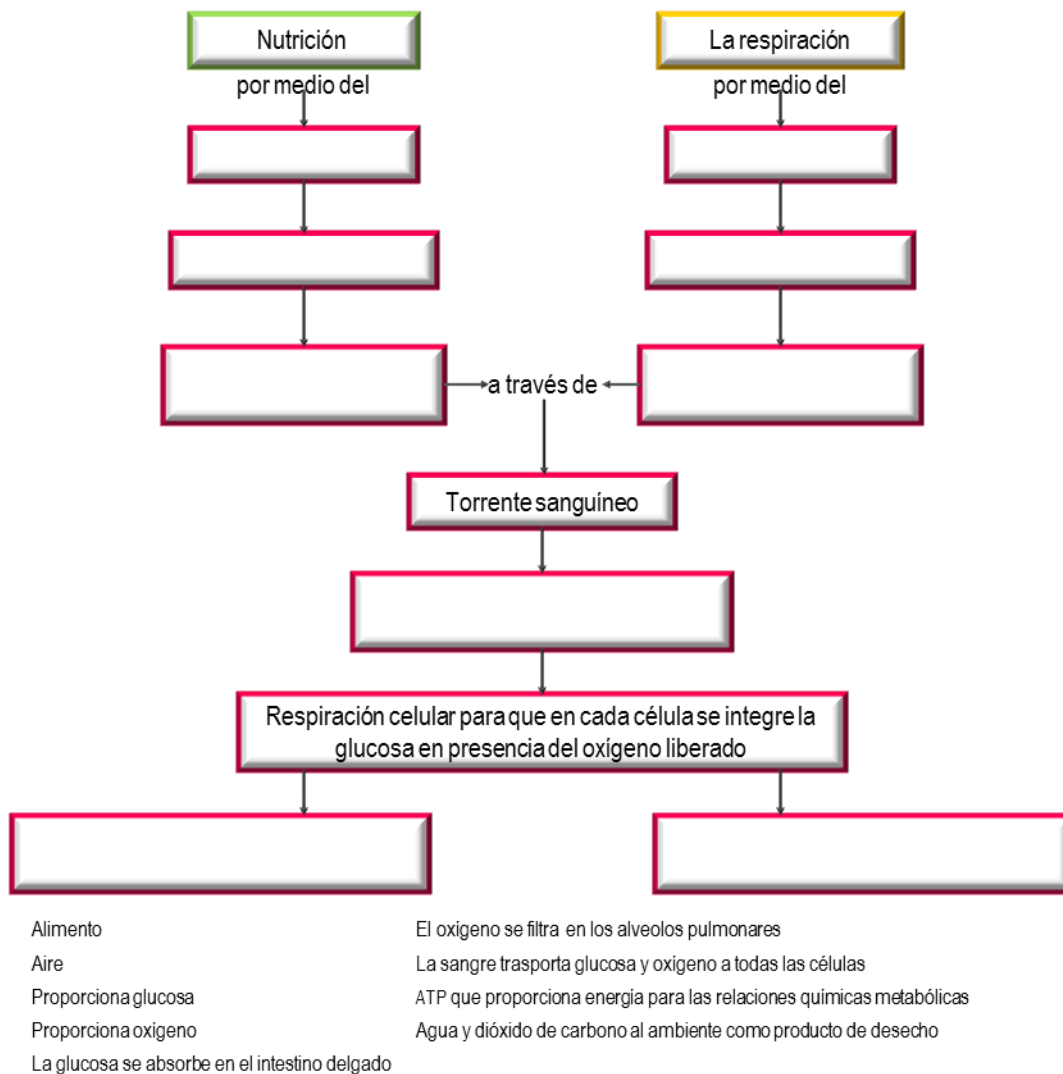 Nutrición
La respiración
por medio del
por medio del
a través de
Torrente sanguíneo
Respiración celular para que en cada célula se integre la
glucosa en presencia del oxígeno liberado
Alimento
Aire
Proporciona glucosa
Proporciona oxígeno
La glucosa se absorbe en el intestino delgado
El oxígeno se filtra en los alveolos pulmonares
La sangre trasporta glucosa y oxígeno a todas las células
ATP que proporciona energía para las relaciones químicas metabólicas
Agua y dióxido de carbono al ambiente como producto de desecho